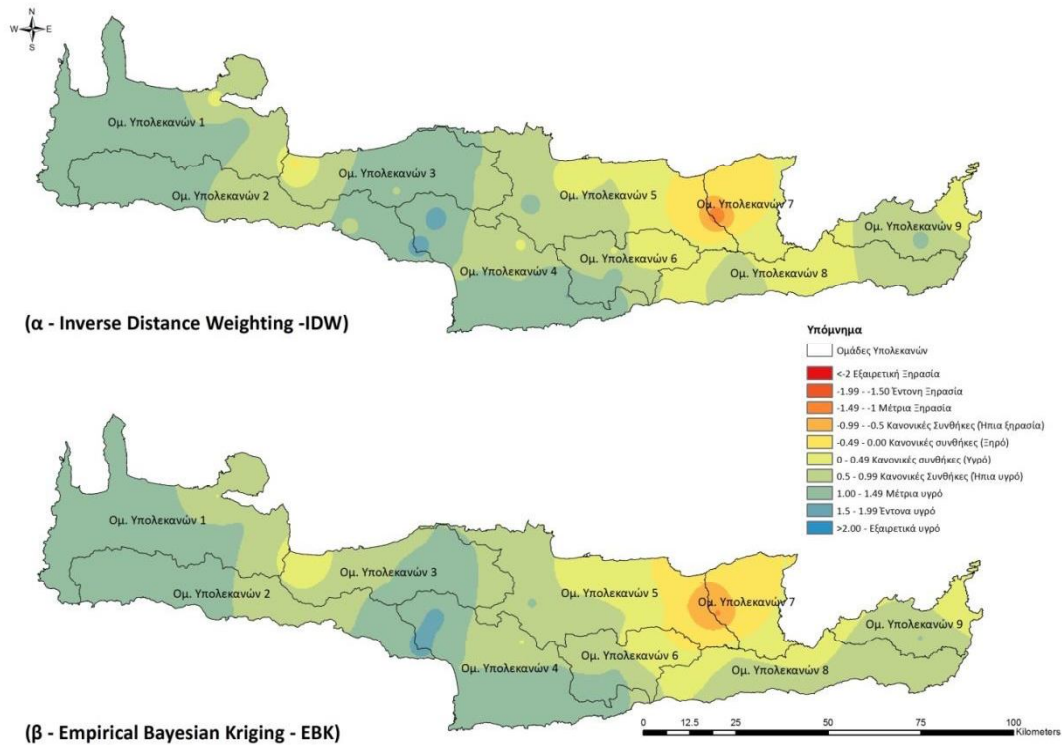 N
W E
S
Ομ. Υπολεκανών 1
Ομ. Υπολεκανών 2
Ομ. Υπολεκανών 3
Ομ. Υπολεκανών 4
Ομ. Υπολεκανών 5
Ομ. Υπολεκανών 6
Ομ. Υπολεκανών 7
Ομ. Υπολεκανών 8
Ομ. Υπολεκανών 9
(α - Inverse Distance Weighting -IDW)
Υπόμνημα
Ομάδες Υπολεκανών
<-2 Εξαιρετική Ξηρασία
-1.99 - -1.50 Έντονη Ξηρασία
-1.49 - -1 Μέτρια Ξηρασία
-0.99 - -0.5 Κανονικές Συνθήκες (Ήπια ξηρασία)
-0.49 - 0.00 Κανονικές συνθήκες (Ξηρό)
0 - 0.49 Κανονικές συνθήκες (Υγρό)
0.5 - 0.99 Κανονικές Συνθήκες (Ήπια υγρό)
1.00 - 1.49 Μέτρια υγρό
1.5 - 1.99 Έντονα υγρό
>2.00 - Εξαιρετικά υγρό
Ομ. Υπολεκανών 1
Ομ. Υπολεκανών 2
Ομ. Υπολεκανών 3
Ομ. Υπολεκανών 4
Ομ. Υπολεκανών 5
Ομ. Υπολεκανών 6
Ομ. Υπολεκανών 7
Ομ. Υπολεκανών 8
Ομ. Υπολεκανών 9
(β - Empirical Bayesian Kriging - EBK)
0 12.5 25 50 75 100
Kilometers